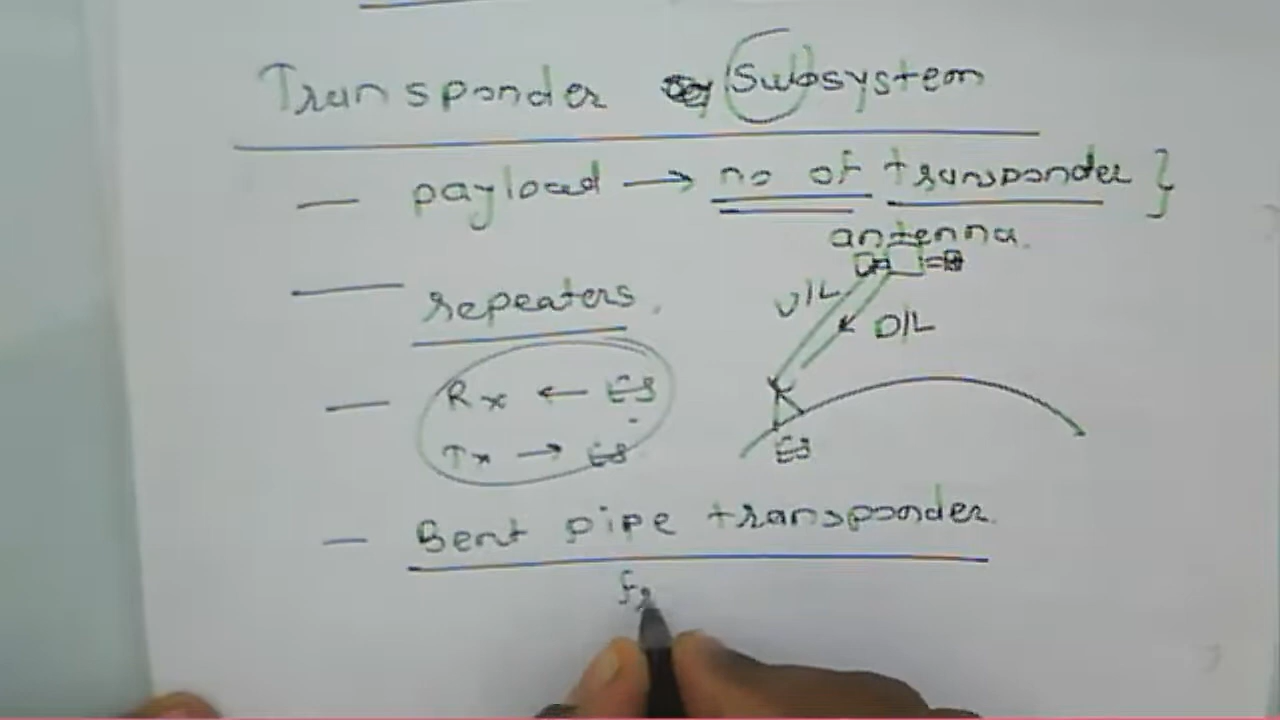 Transponder Subsystem
— payload → no of transponder }
antenna.
— repeaters.
U/L
D/L
— Rx ← ES
Tx → ES
ES
— Bent pipe transponder.